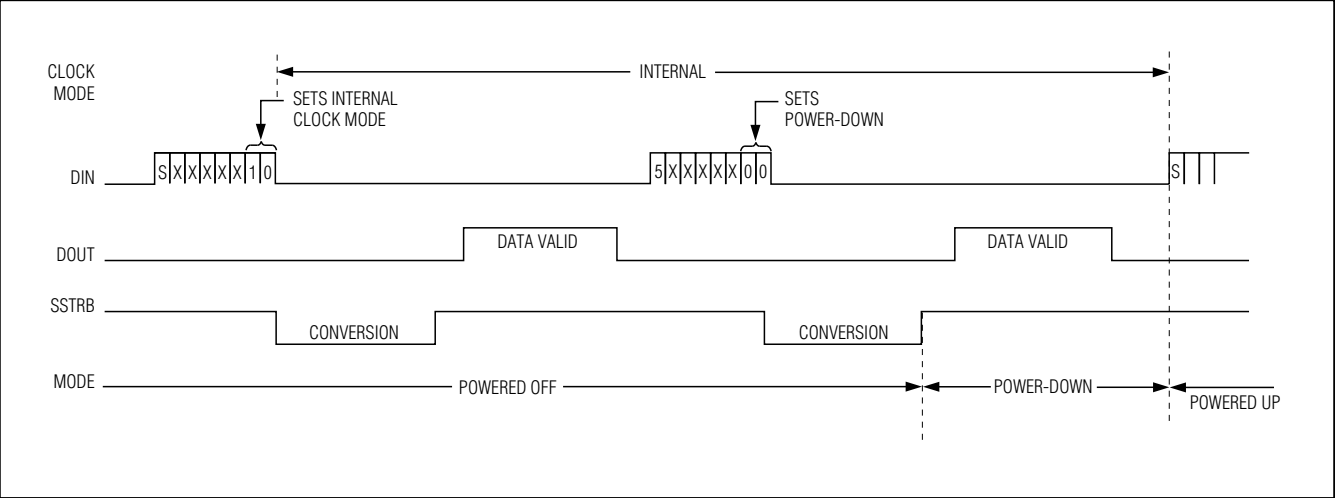 CLOCK
MODE
INTERNAL
SETS INTERNAL
CLOCK MODE
SETS
POWER-DOWN
DIN
S X X X X X 1 0
5 X X X X X 0 0
S
DOUT
DATA VALID
DATA VALID
SSTRB
CONVERSION
CONVERSION
MODE
POWERED OFF
POWER-DOWN
POWERED UP